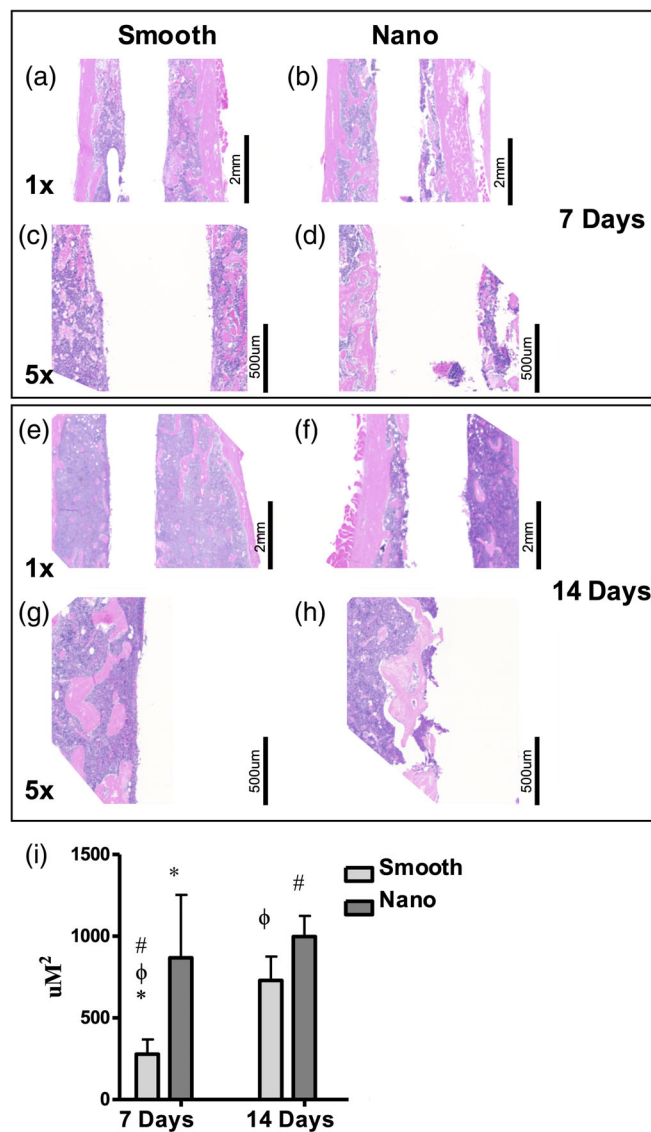 Smooth Nano
(a) (b)
1x 2mm 2mm
7 Days
(c) (d)
5x 500um 500um
(e) (f)
1x 2mm 2mm
14 Days
(g) (h)
5x 500um 500um
(i)
1500
1000
500
0
uM²
#
ϕ
*
*
ϕ
#
Smooth
Nano
7 Days 14 Days